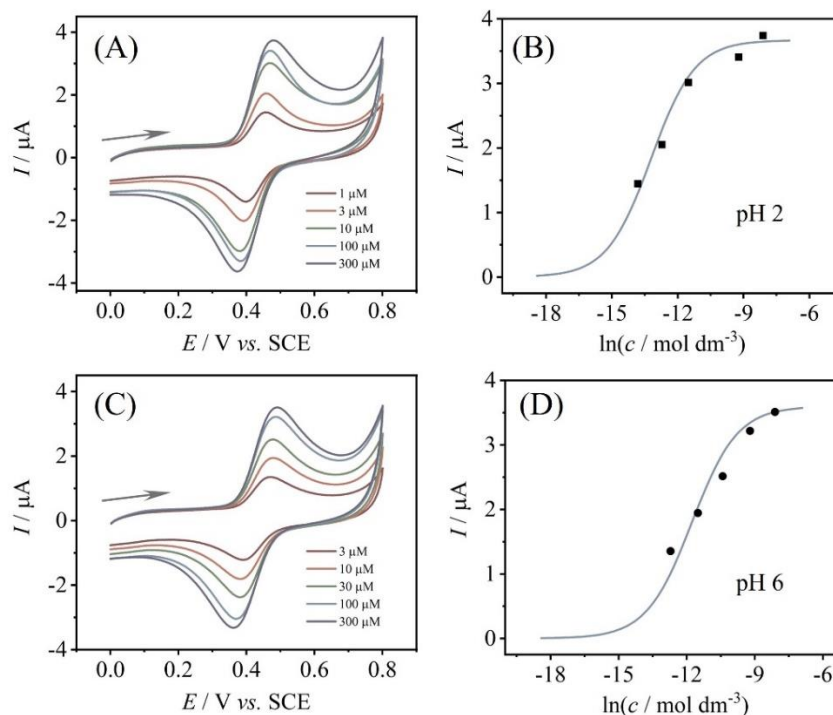 (A)
I / µA
4
2
0
-2
-4
1 µM
3 µM
10 µM
100 µM
300 µM
0.0 0.2 0.4 0.6 0.8
E / V vs. SCE
(B)
I / µA
4
3
2
1
0
pH 2
-18 -15 -12 -9 -6
ln(c / mol dm-3)
(C)
I / µA
4
2
0
-2
-4
3 µM
10 µM
30 µM
100 µM
300 µM
0.0 0.2 0.4 0.6 0.8
E / V vs. SCE
(D)
I / µA
4
3
2
1
0
pH 6
-18 -15 -12 -9 -6
ln(c / mol dm-3)